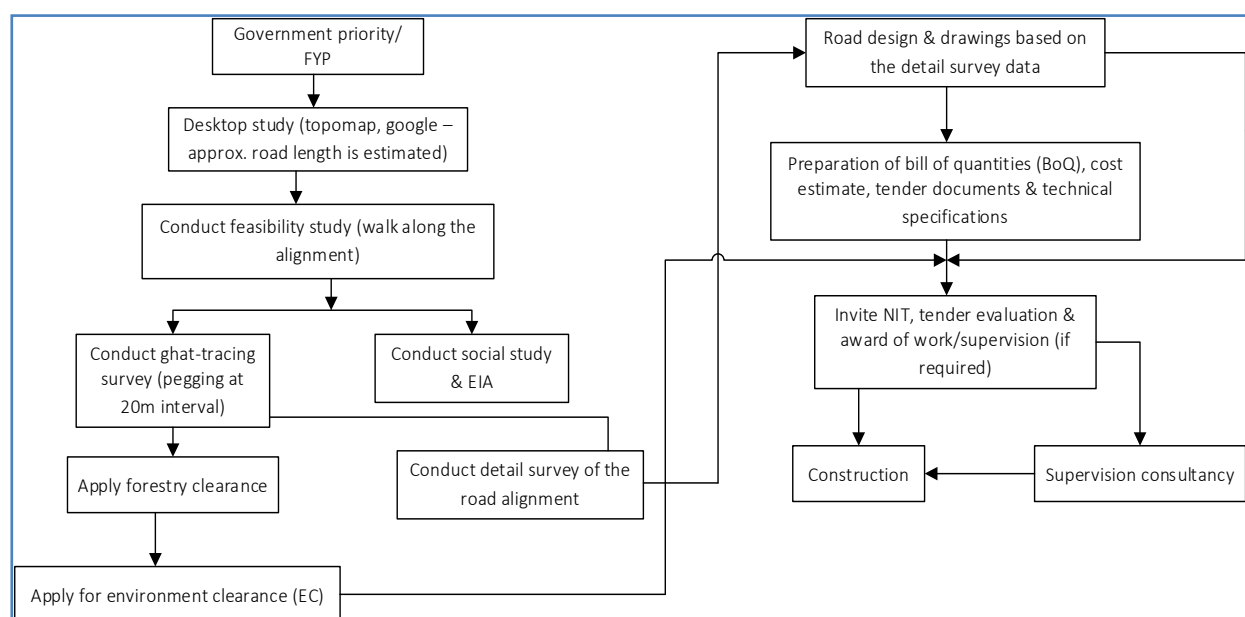 Government priority/
FYP
Desktop study (topomap, google –
approx. road length is estimated)
Conduct feasibility study (walk along the
alignment)
Conduct ghat-tracing
survey (pegging at
20m interval)
Conduct social study
& EIA
Apply forestry clearance
Conduct detail survey of the
road alignment
Apply for environment clearance (EC)
Road design & drawings based on
the detail survey data
Preparation of bill of quantities (BoQ), cost
estimate, tender documents & technical
specifications
Invite NIT, tender evaluation &
award of work/supervision (if
required)
Construction
Supervision consultancy